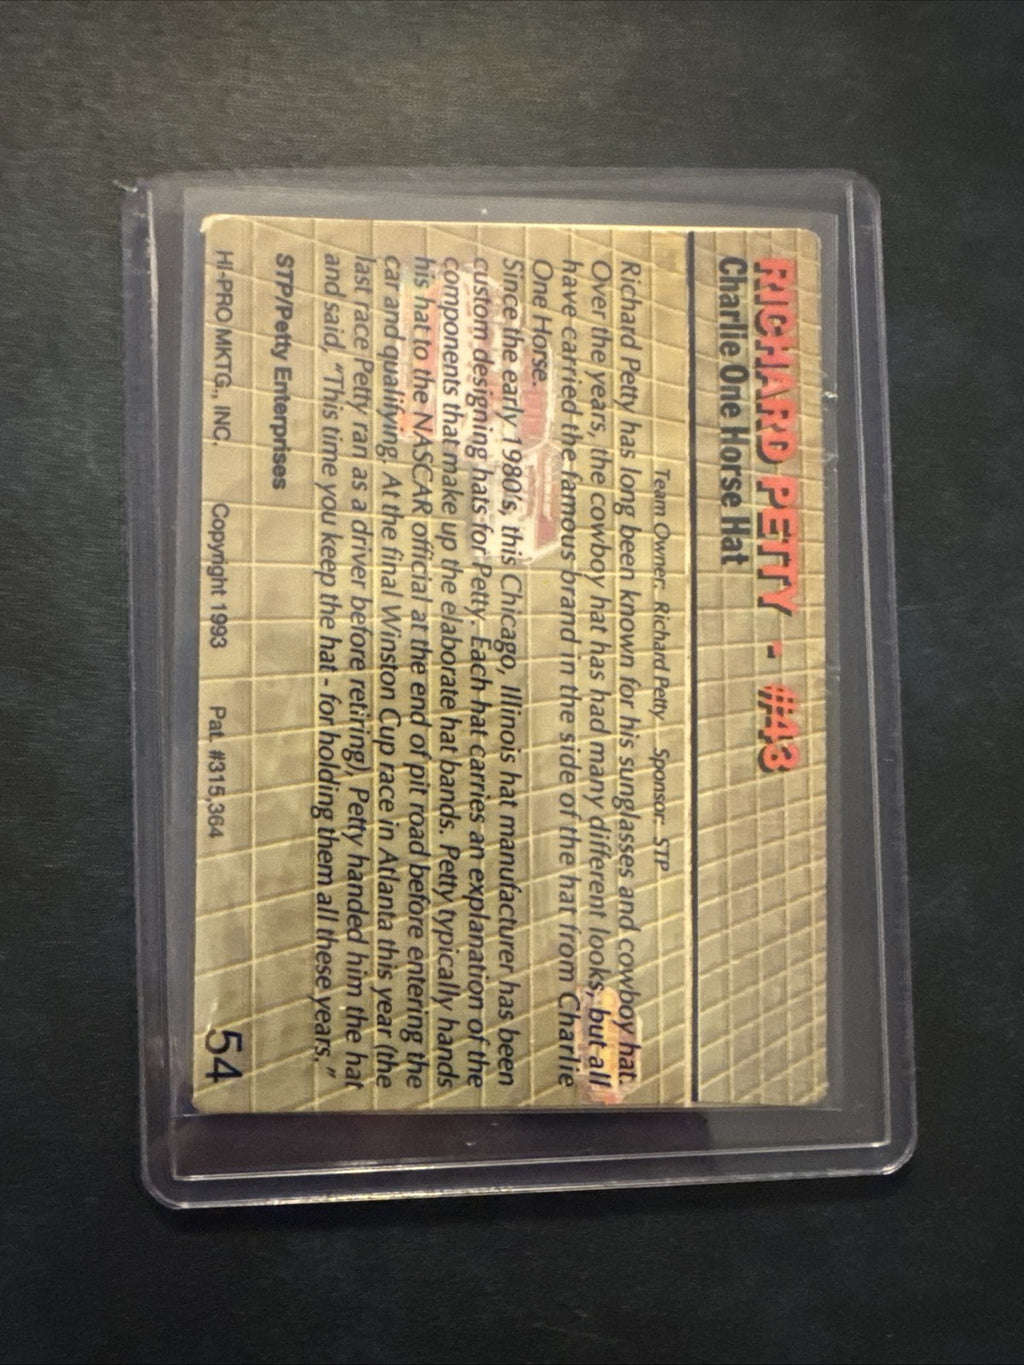 RICHARD PETTY - #43
Charlie One Horse Hat
Team Owner: Richard Petty Sponsor: STP
Richard Petty has long been known for his sunglasses and cowboy hat.
Over the years, the cowboy hat has had many different looks, but all
have carried the famous brand in the side of the hat from Charlie
One Horse.
Since the early 1980's, this Chicago, Illinois hat manufacturer has been
custom designing hats for Petty. Each hat carries an explanation of the
components that make up the elaborate hat bands. Petty typically hands
his hat to the NASCAR official at the end of pit road before entering the
car and qualifying. At the final Winston Cup race in Atlanta this year (the
last race Petty ran as a driver before retiring), Petty handed him the hat
and said, "This time you keep the hat - for holding them all these years."
STP/Petty Enterprises
HI-PRO MKTG., INC. Copyright 1993 Pat. #315,364 54